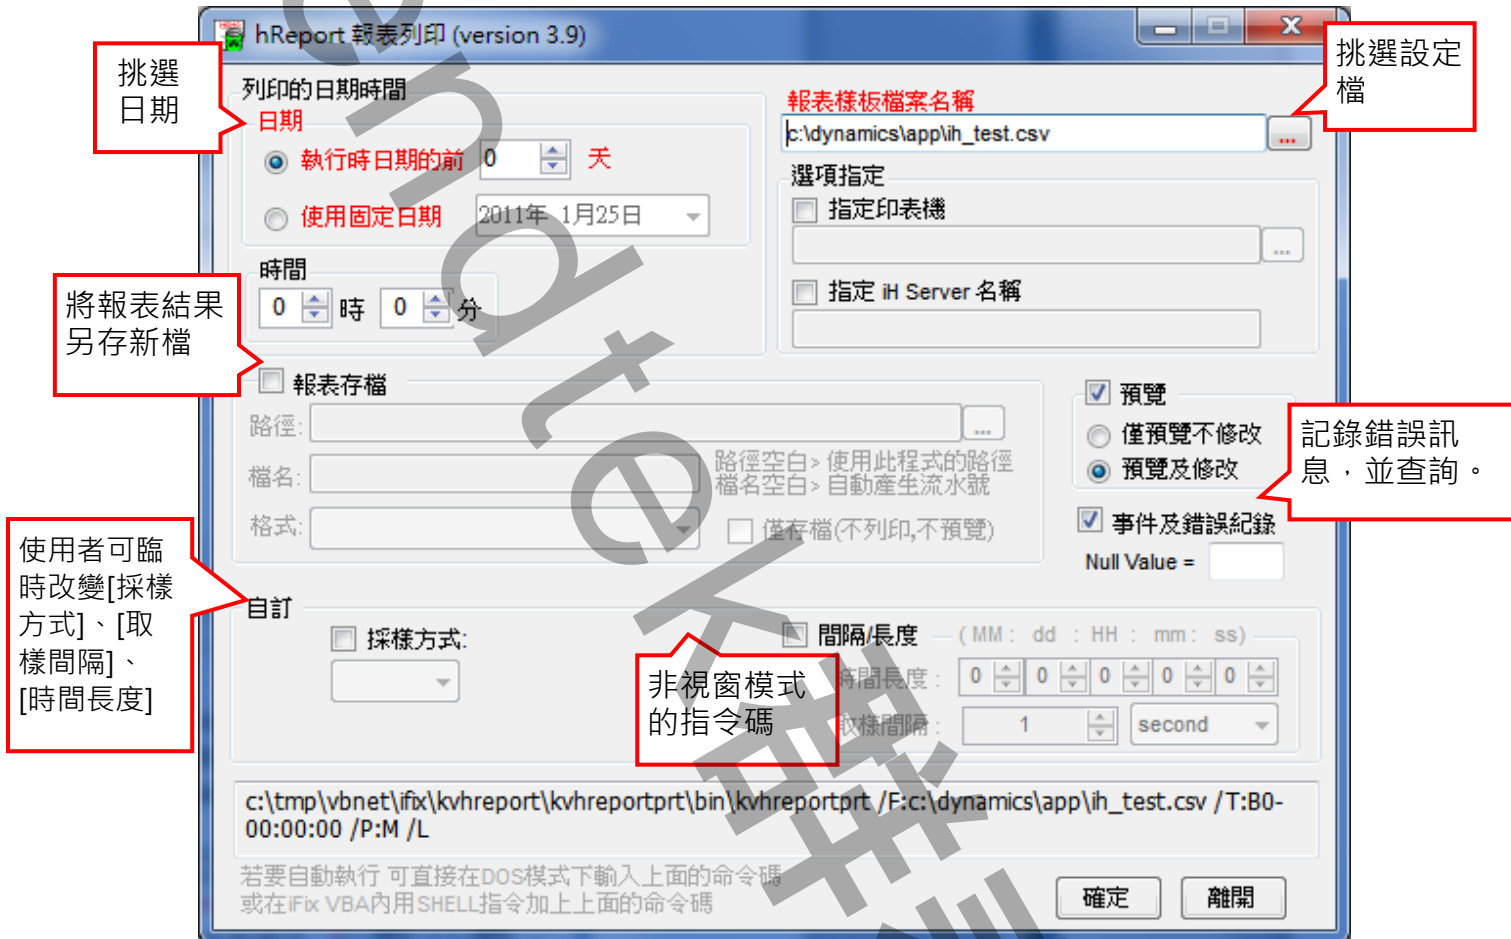 hReport 報表列印 (version 3.9)
挑選
日期
挑選設定
檔
列印的日期時間
日期
執行時日期的前 0 天
使用固定日期 2011年 1月25日
時間
0 時 0 分
報表樣板檔案名稱
c:\dynamics\app\ih_test.csv ...
選項指定
指定印表機
...
指定 iH Server 名稱
將報表結果
另存新檔
報表存檔
路徑: ...
檔名:
路徑空白> 使用此程式的路徑
檔名空白> 自動產生流水號
格式:
僅存檔(不列印,不預覽)
預覽
僅預覽不修改
預覽及修改
事件及錯誤紀錄
Null Value =
記錄錯誤訊
息，並查詢。
使用者可臨
時改變[採樣
方式]、[取
樣間隔]、
[時間長度]
自訂
採樣方式:
間隔/長度 (MM: dd : HH : mm: ss)
時間長度: 0 0 0 0 0
取樣間隔: 1 second
非視窗模式
的指令碼
c:\tmp\vbnet\ifix\kvhreport\kvhreportprt\bin\kvhreportprt /F:c:\dynamics\app\ih_test.csv /T:B0-
00:00:00 /P:M /L
若要自動執行 可直接在DOS模式下輸入上面的命令碼
或在iFix VBA內用SHELL指令加上上面的命令碼
確定
離開
endtek